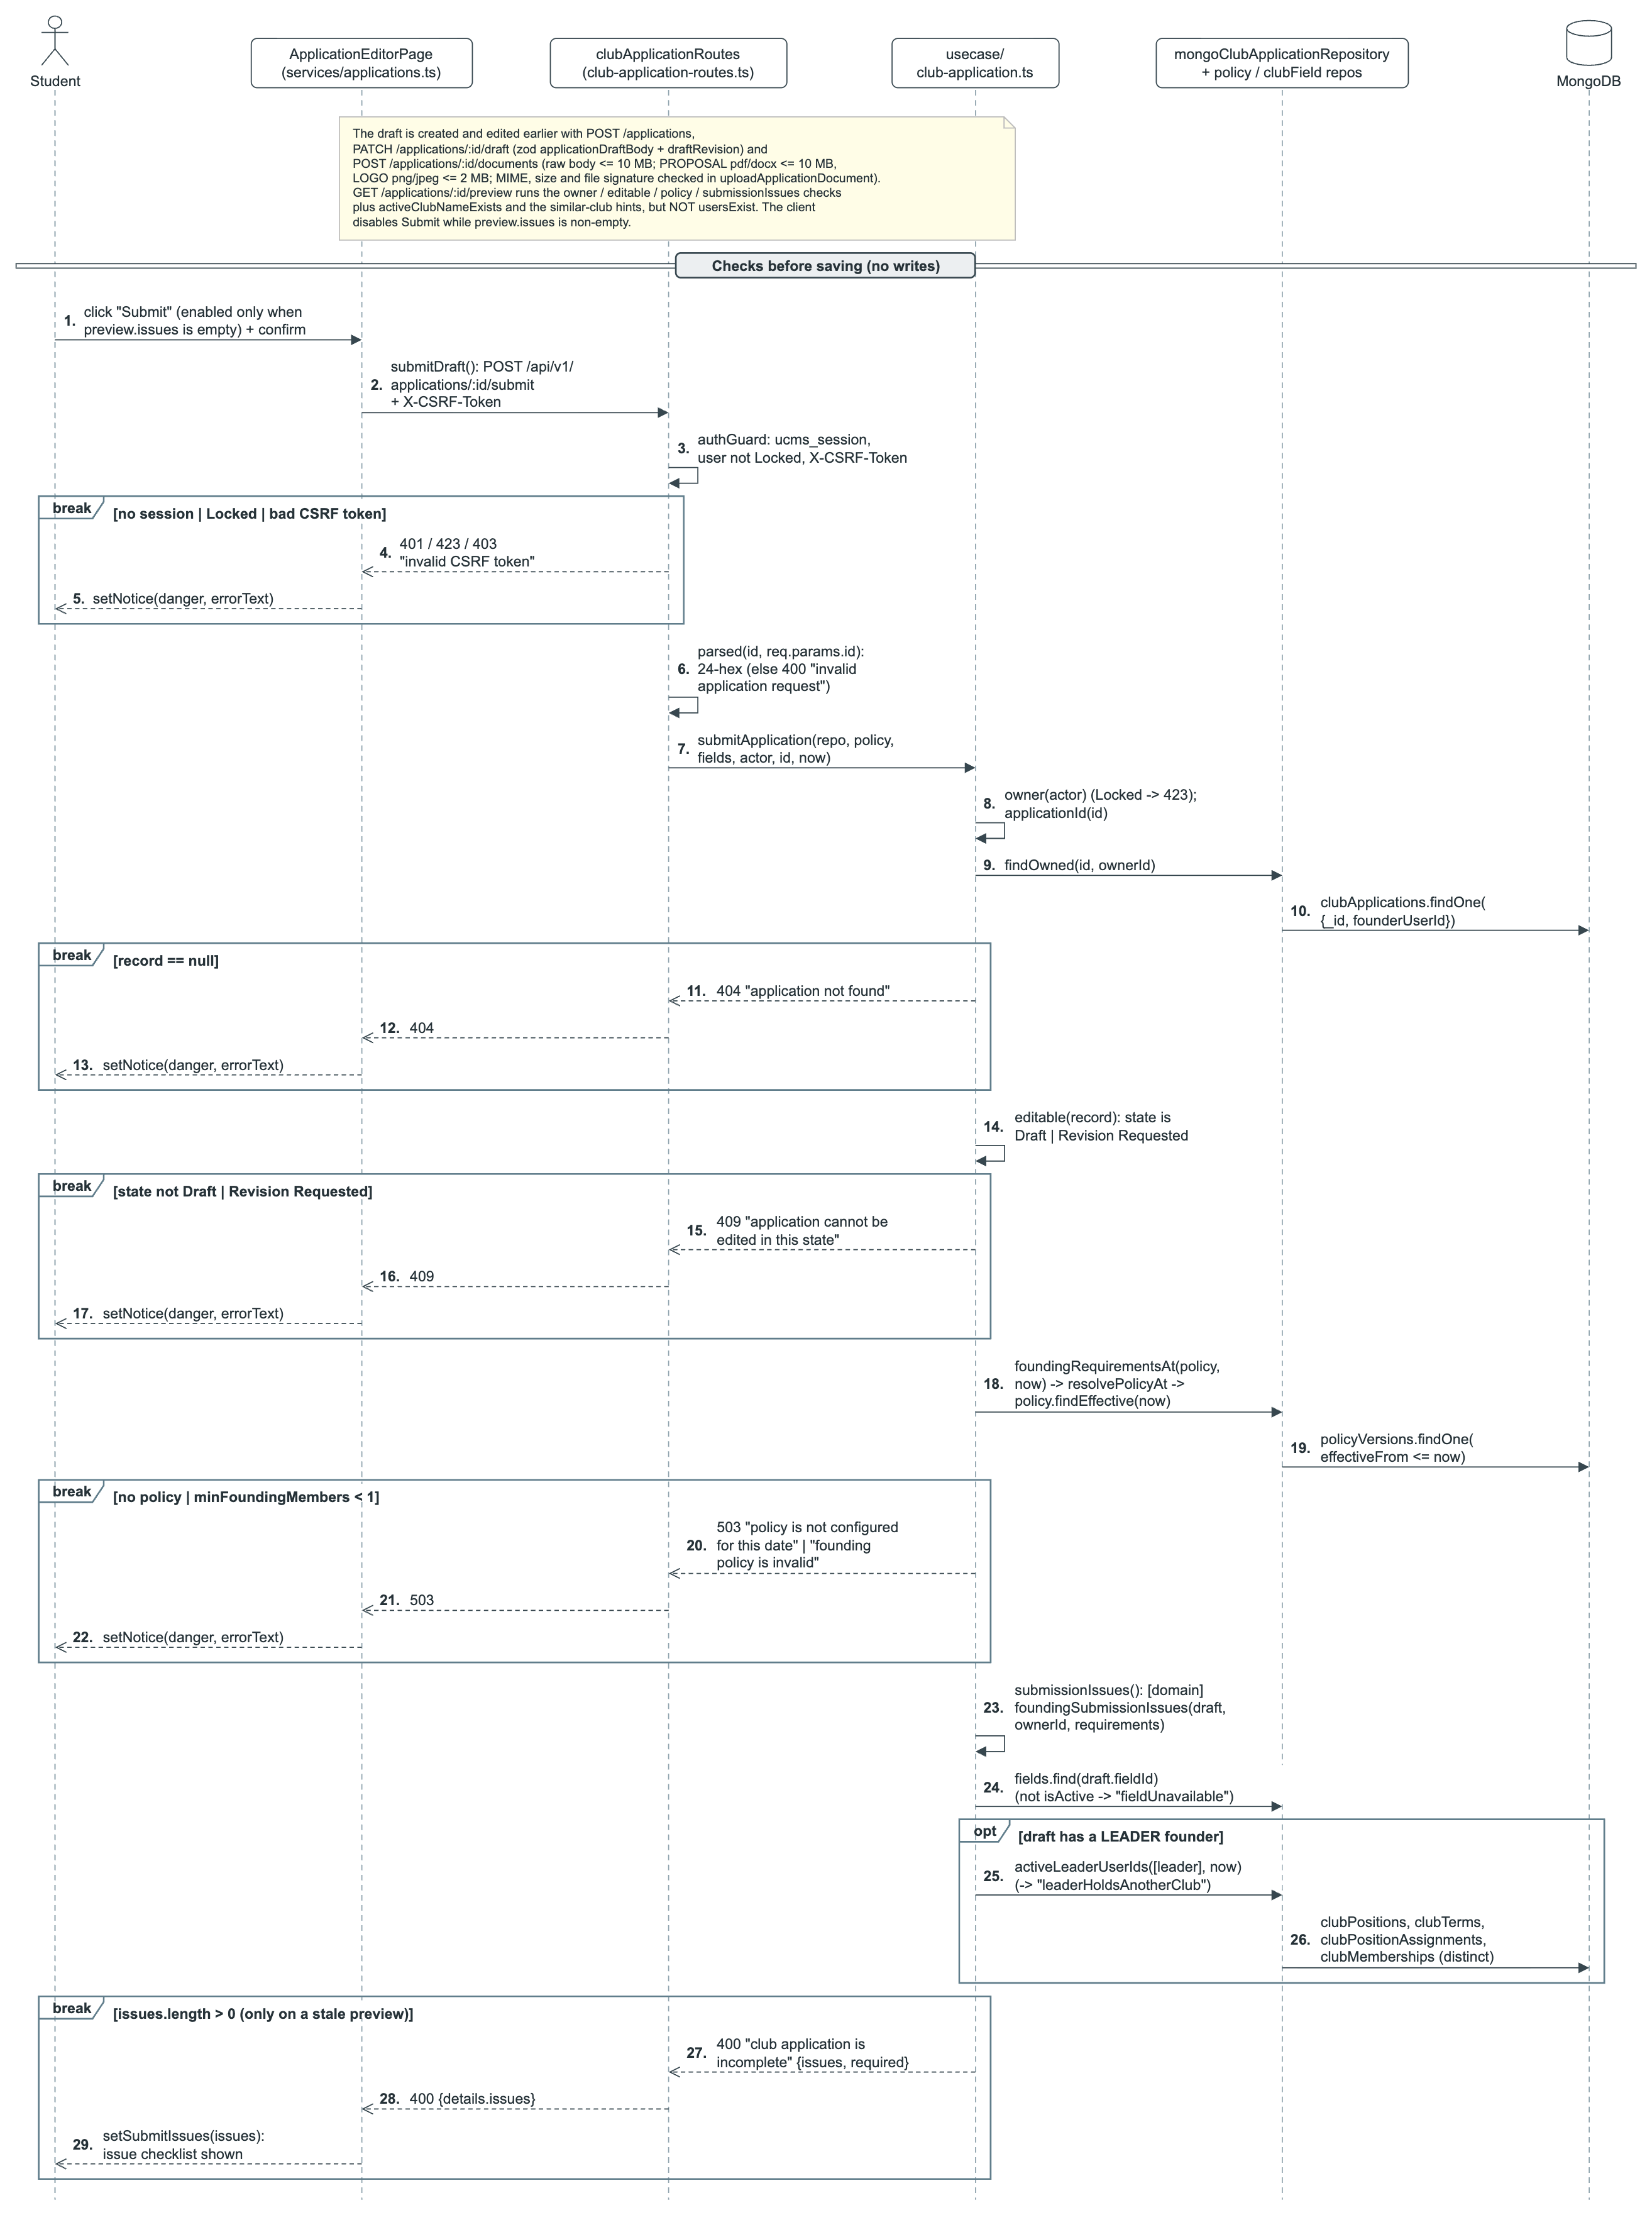 Student
ApplicationEditorPage
(services/applications.ts)
clubApplicationRoutes
(club-application-routes.ts)
usecase/
club-application.ts
mongoClubApplicationRepository
+ policy / clubField repos
MongoDB
The draft is created and edited earlier with POST /applications,
PATCH /applications/:id/draft (zod applicationDraftBody + draftRevision) and
POST /applications/:id/documents (raw body <= 10 MB; PROPOSAL pdf/docx <= 10 MB,
LOGO png/jpeg <= 2 MB; MIME, size and file signature checked in uploadApplicationDocument).
GET /applications/:id/preview runs the owner / editable / policy / submissionIssues checks
plus activeClubNameExists and the similar-club hints, but NOT usersExist. The client
disables Submit while preview.issues is non-empty.
Checks before saving (no writes)
1. click "Submit" (enabled only when
preview.issues is empty) + confirm
2. submitDraft(): POST /api/v1/
applications/:id/submit
+ X-CSRF-Token
3. authGuard: ucms_session,
user not Locked, X-CSRF-Token
break [no session | Locked | bad CSRF token]
4. 401 / 423 / 403
"invalid CSRF token"
5. setNotice(danger, errorText)
6. parsed(id, req.params.id):
24-hex (else 400 "invalid
application request")
7. submitApplication(repo, policy,
fields, actor, id, now)
8. owner(actor) (Locked -> 423);
applicationId(id)
9. findOwned(id, ownerId)
10. clubApplications.findOne(
{_id, founderUserId})
break [record == null]
11. 404 "application not found"
12. 404
13. setNotice(danger, errorText)
14. editable(record): state is
Draft | Revision Requested
break [state not Draft | Revision Requested]
15. 409 "application cannot be
edited in this state"
16. 409
17. setNotice(danger, errorText)
18. foundingRequirementsAt(policy,
now) -> resolvePolicyAt ->
policy.findEffective(now)
19. policyVersions.findOne(
effectiveFrom <= now)
break [no policy | minFoundingMembers < 1]
20. 503 "policy is not configured
for this date" | "founding
policy is invalid"
21. 503
22. setNotice(danger, errorText)
23. submissionIssues(): [domain]
foundingSubmissionIssues(draft,
ownerId, requirements)
24. fields.find(draft.fieldId)
(not isActive -> "fieldUnavailable")
opt [draft has a LEADER founder]
25. activeLeaderUserIds([leader], now)
(-> "leaderHoldsAnotherClub")
26. clubPositions, clubTerms,
clubPositionAssignments,
clubMemberships (distinct)
break [issues.length > 0 (only on a stale preview)]
27. 400 "club application is
incomplete" {issues, required}
28. 400 {details.issues}
29. setSubmitIssues(issues):
issue checklist shown